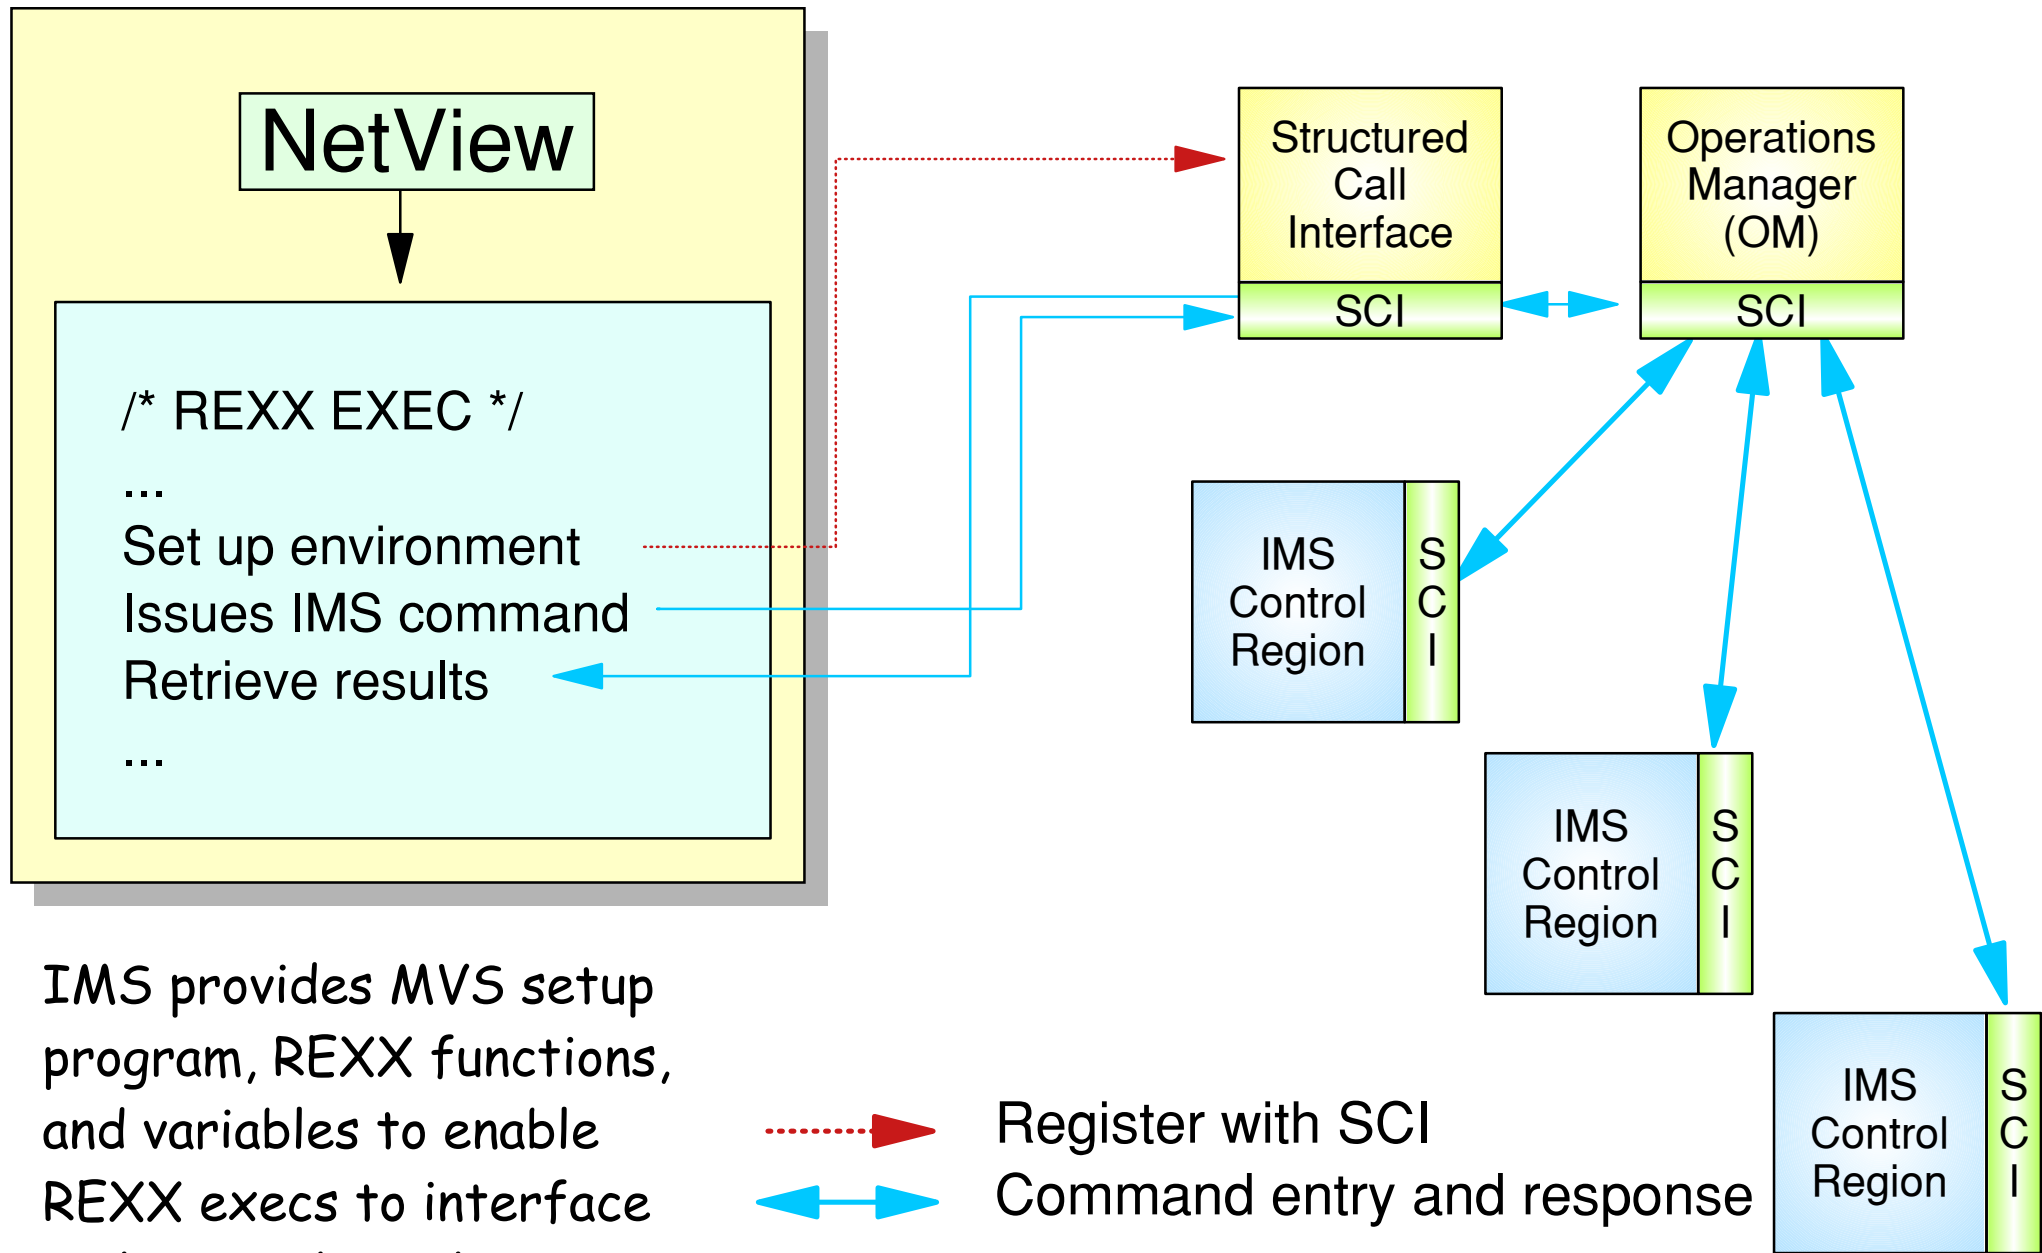 NetView
/* REXX EXEC */
...
Set up environment
Issues IMS command
Retrieve results
...
Structured
Call
Interface
SCI
Operations
Manager
(OM)
SCI
IMS
Control
Region
S
C
I
IMS
Control
Region
S
C
I
IMS
Control
Region
S
C
I
IMS provides MVS setup
program, REXX functions,
and variables to enable
REXX execs to interface
Register with SCI
Command entry and response